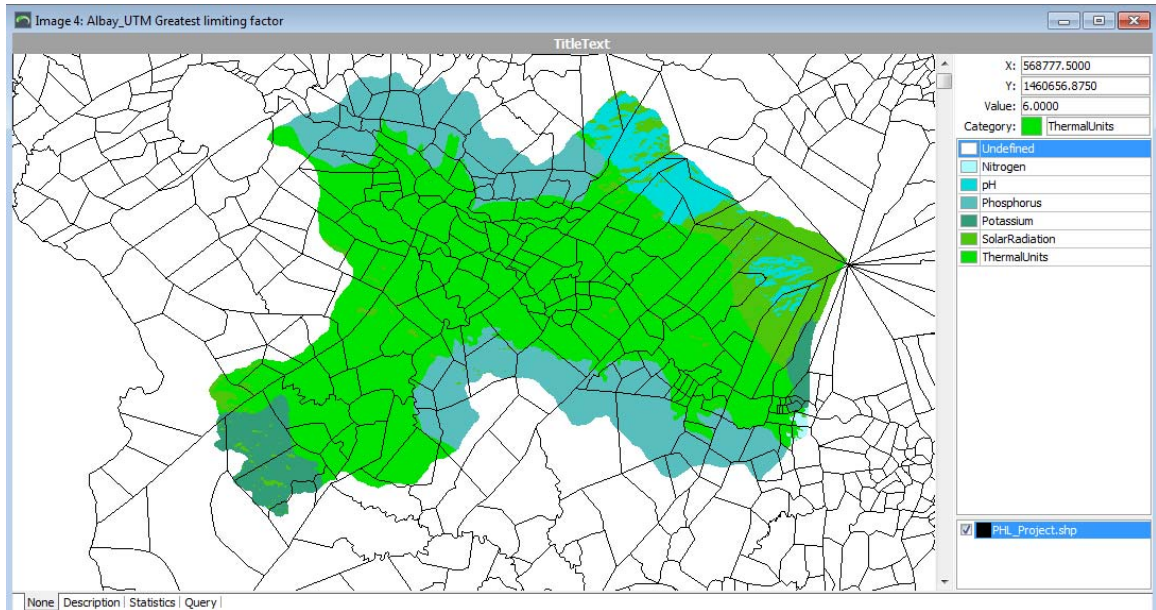 Image 4: Albay_UTM Greatest limiting factor
TitleText
X: 568777.5000
Y: 1460656.8750
Value: 6.0000
Category: ThermalUnits
Undefined
Nitrogen
pH
Phosphorus
Potassium
SolarRadiation
ThermalUnits
PHL_Project.shp
None Description Statistics Query